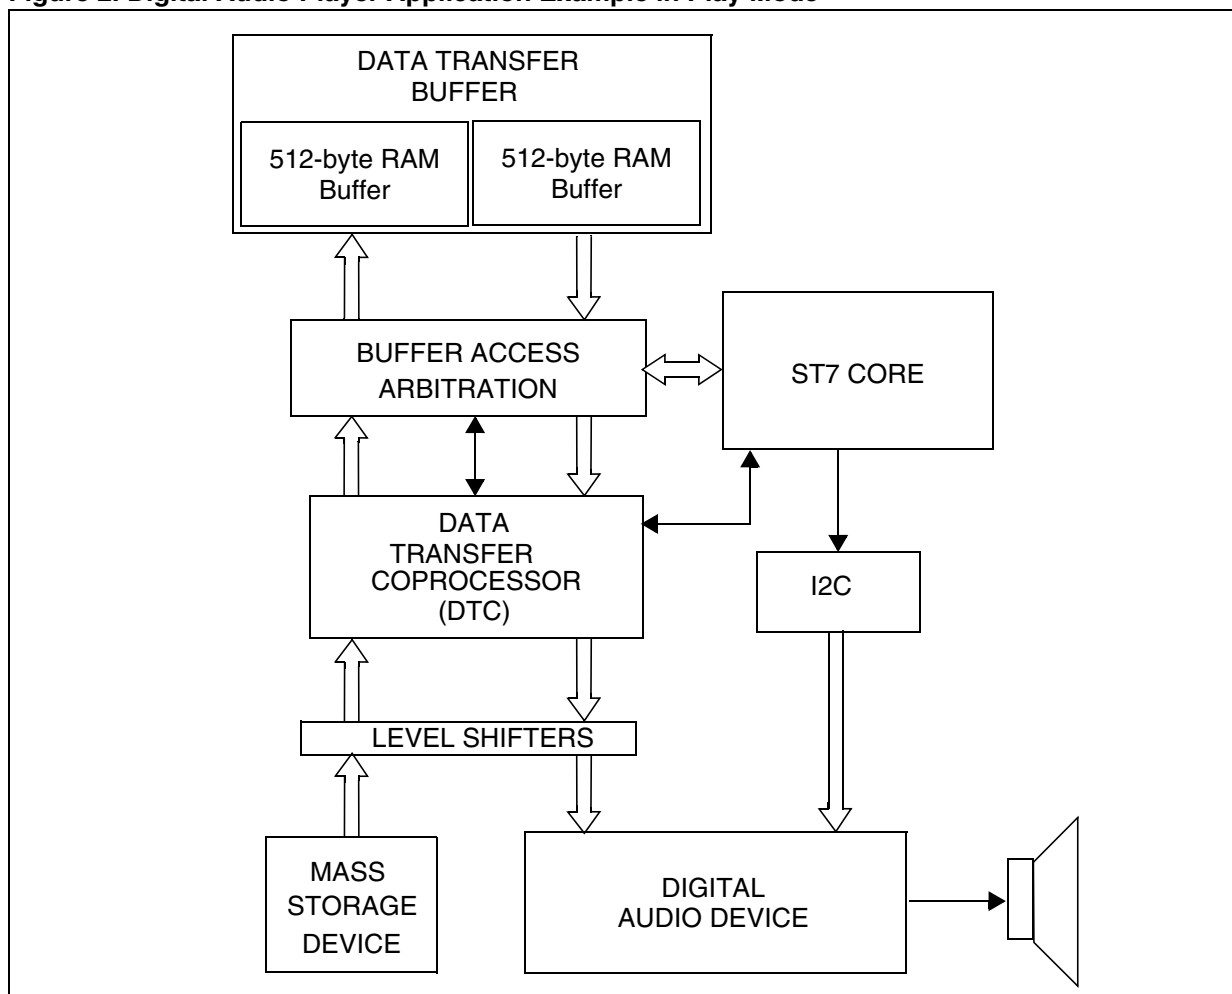 Figure 2. Digital Audio Player Application Example in Play Mode
DATA TRANSFER
BUFFER
512-byte RAM
Buffer
512-byte RAM
Buffer
BUFFER ACCESS
ARBITRATION
ST7 CORE
DATA
TRANSFER
COPROCESSOR
(DTC)
I2C
LEVEL SHIFTERS
MASS
STORAGE
DEVICE
DIGITAL
AUDIO DEVICE